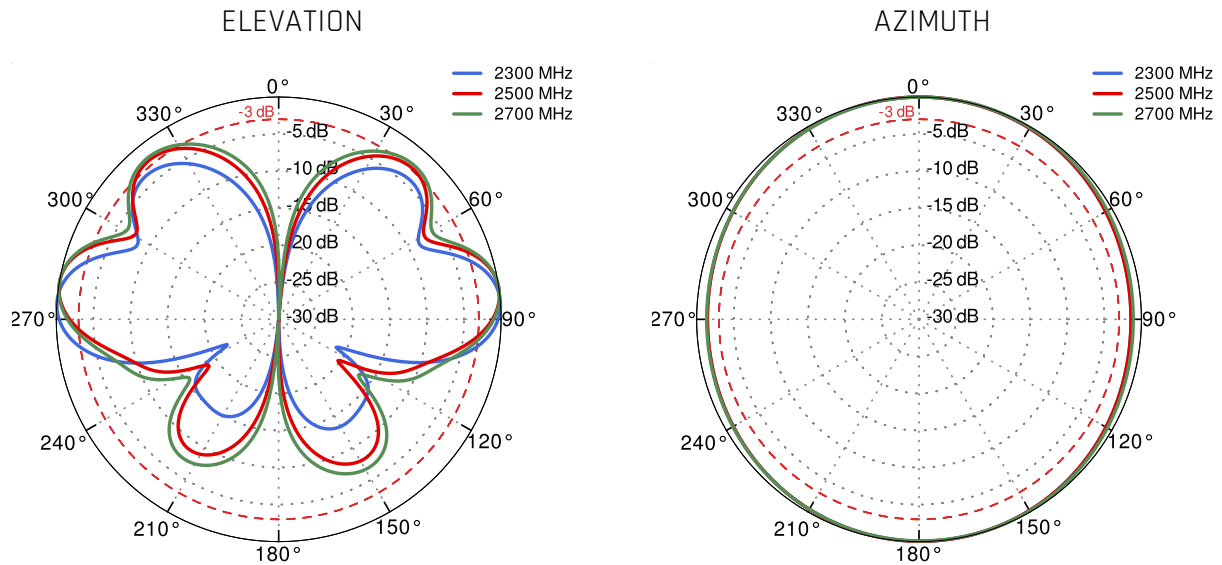 ELEVATION
2300 MHz
2500 MHz
2700 MHz
0°
-3 dB
330°
30°
-5 dB
-10 dB
300°
60°
-15 dB
-20 dB
-25 dB
270°
-30 dB
90°
240°
120°
210°
150°
180°
AZIMUTH
2300 MHz
2500 MHz
2700 MHz
0°
-3 dB
330°
30°
-5 dB
-10 dB
300°
60°
-15 dB
-20 dB
-25 dB
270°
-30 dB
90°
240°
120°
210°
150°
180°